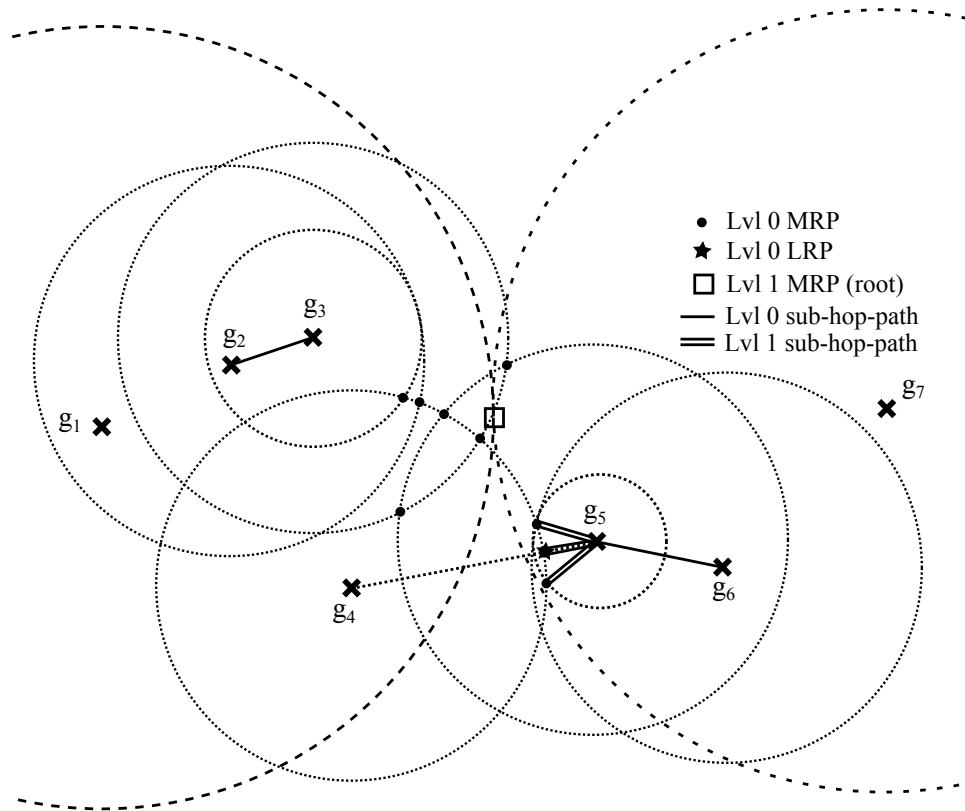 Lvl 0 MRP
Lvl 0 LRP
Lvl 1 MRP (root)
Lvl 0 sub-hop-path
Lvl 1 sub-hop-path
g3
g2
g1
g7
g5
g6
g4